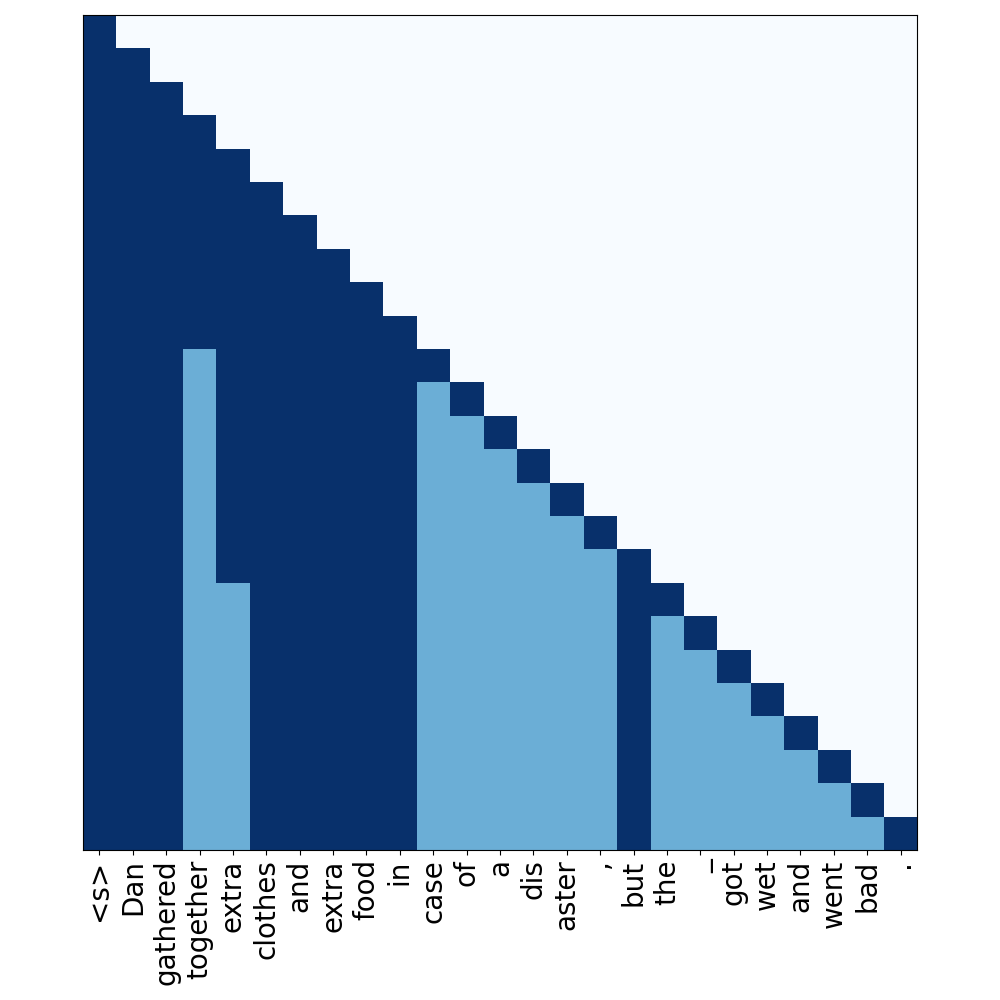 <s> Dan gathered together extra clothes and extra food in case of a dis aster , but the _ got wet and went bad .